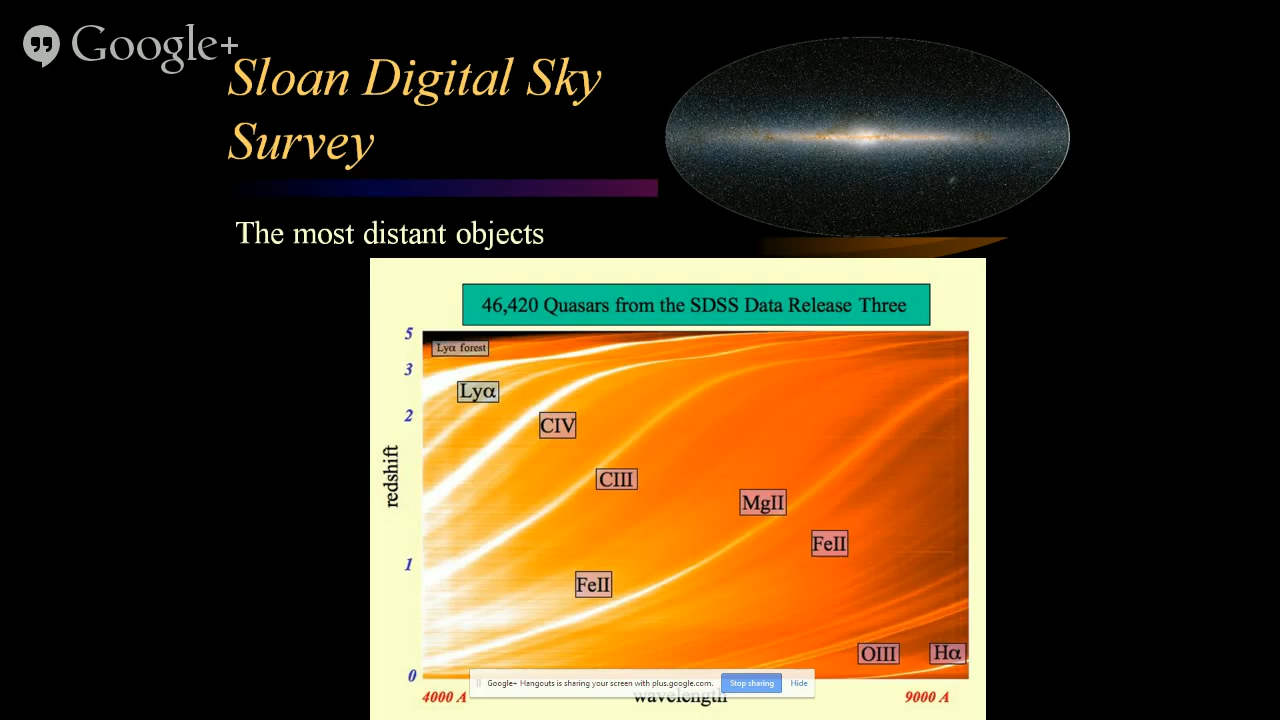 Google+
Sloan Digital Sky
Survey
The most distant objects
46,420 Quasars from the SDSS Data Release Three
5
Lyα forest
3
Lyα
2
CIV
redshift
CIII
MgII
FeII
1
FeII
OIII
Hα
0
Google+ Hangouts is sharing your screen with plus.google.com.
Stop sharing
Hide
4000 A
wavelength
9000 A